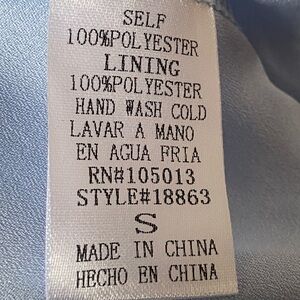 SELF
100%POLYESTER
LINING
100%POLYESTER
HAND WASH COLD
LAVAR A MANO
EN AGUA FRIA
RN#105013
STYLE#18863
S
MADE IN CHINA
HECHO EN CHINA